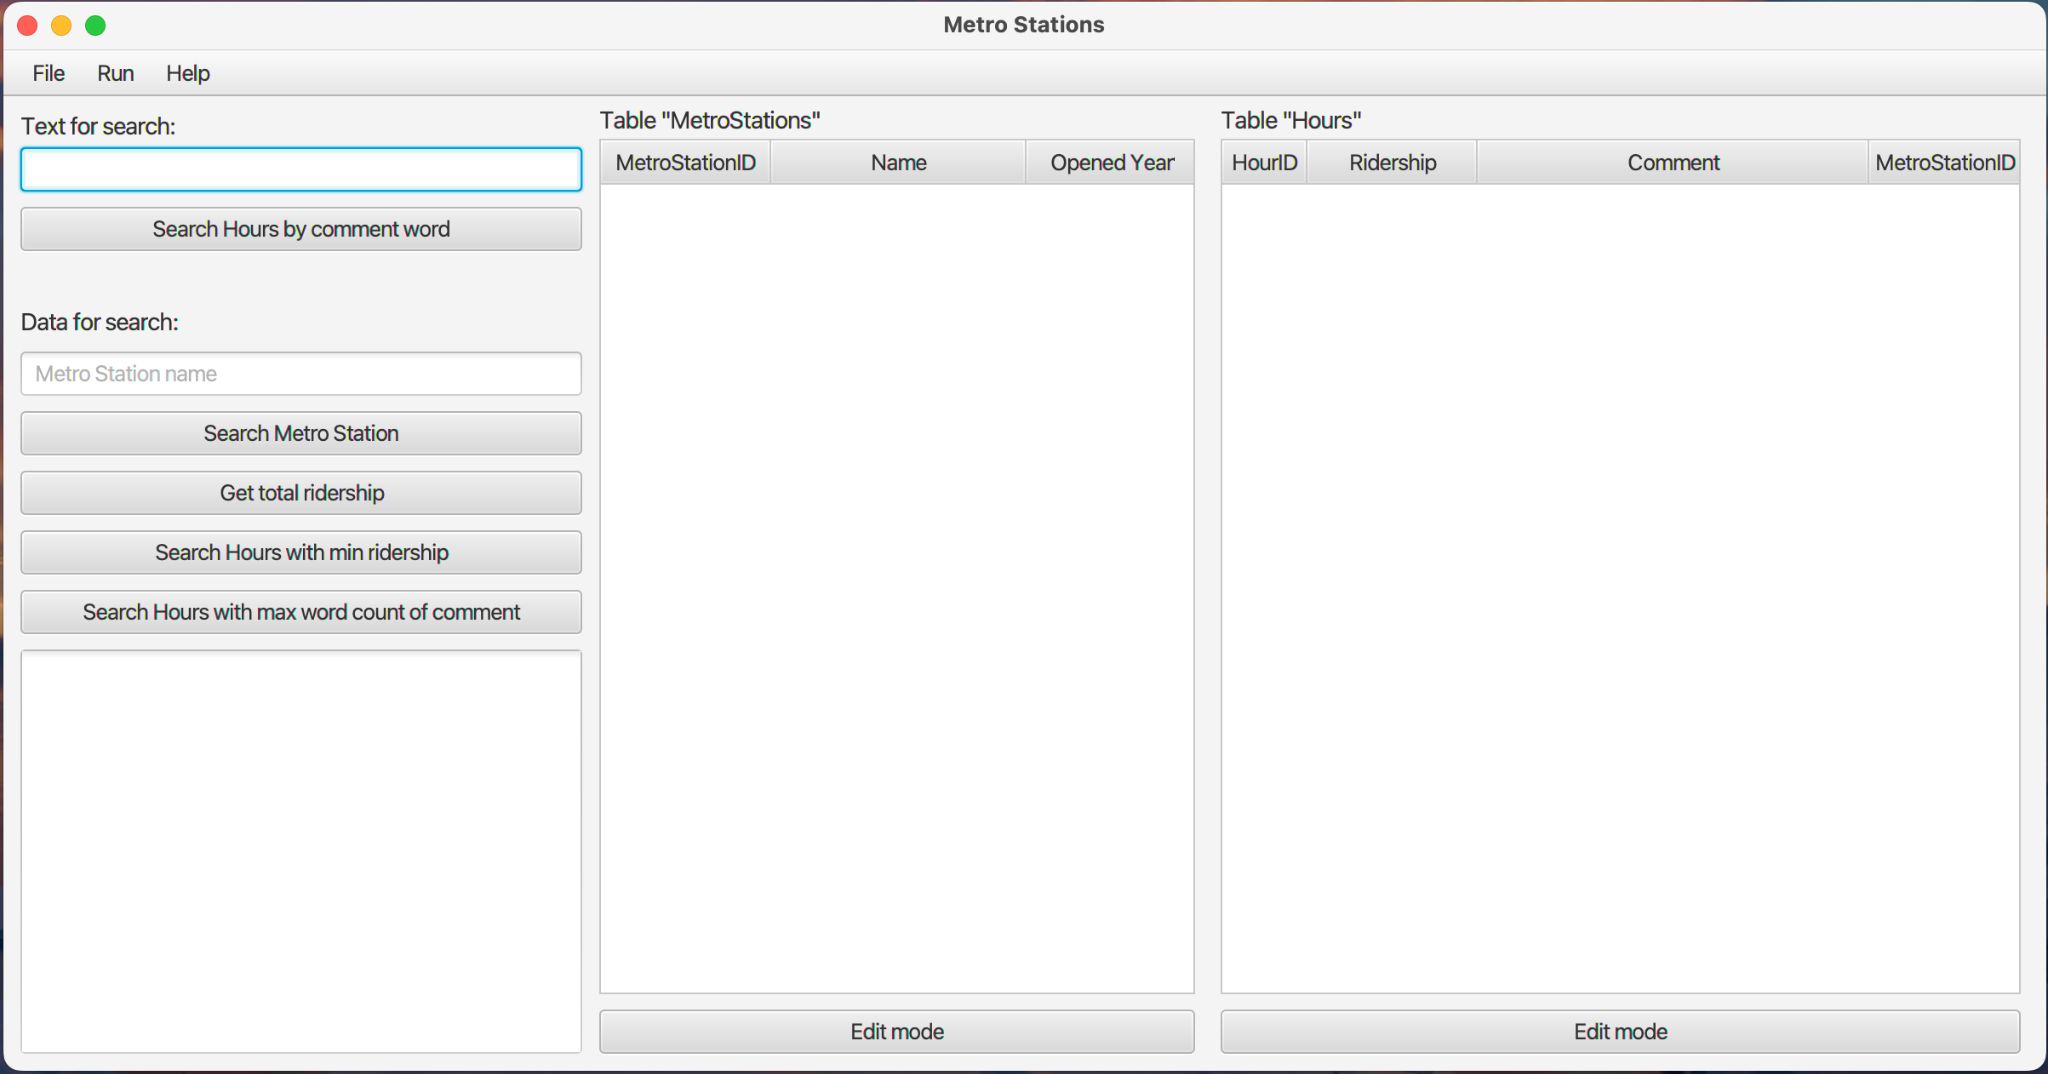 Metro Stations
File Run Help
Text for search:
Search Hours by comment word
Data for search:
Metro Station name
Search Metro Station
Get total ridership
Search Hours with min ridership
Search Hours with max word count of comment
Table "MetroStations"
MetroStationID Name Opened Year
Edit mode
Table "Hours"
HourID Ridership Comment MetroStationID
Edit mode